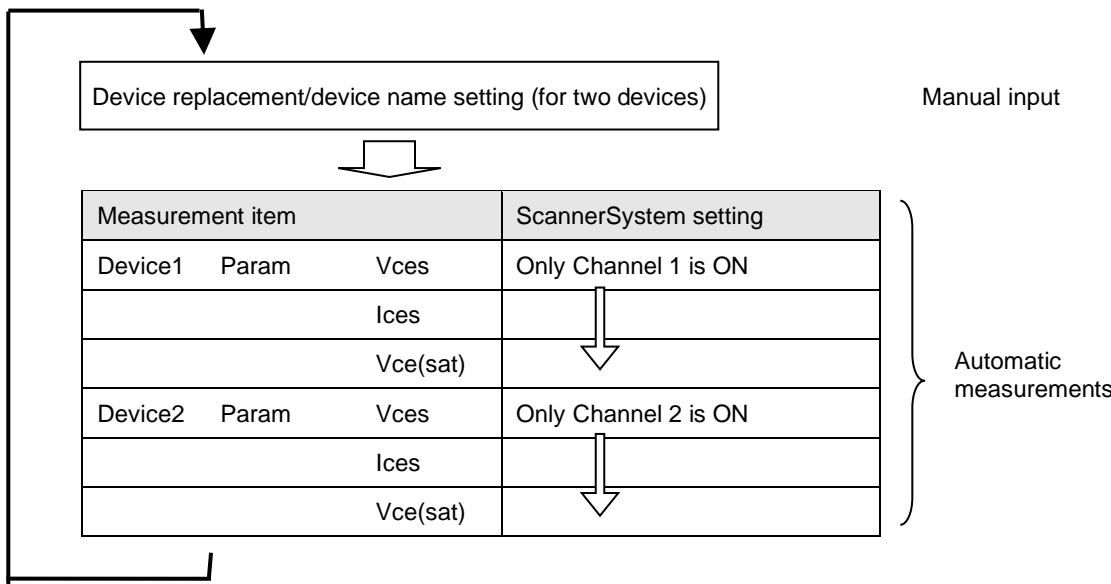 Device replacement/device name setting (for two devices)
Manual input
Measurement item ScannerSystem setting
Device1 Param Vces Only Channel 1 is ON
Ices
Vce(sat)
Device2 Param Vces Only Channel 2 is ON
Ices
Vce(sat)
Automatic
measurements